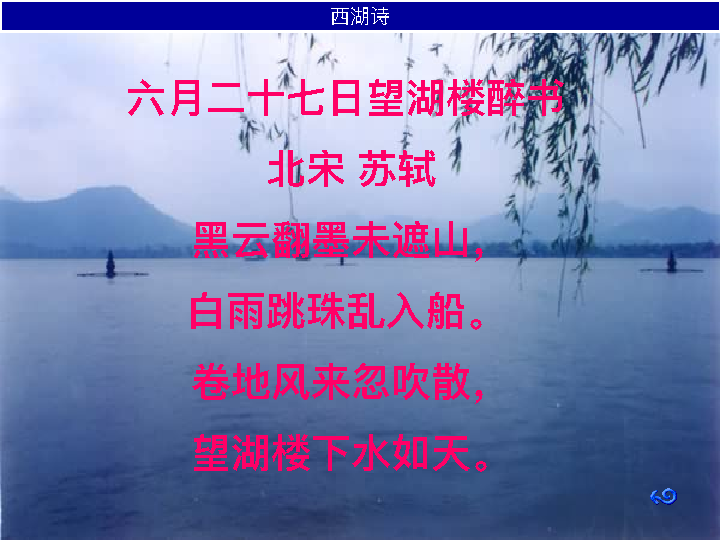 西湖诗
六月二十七日望湖楼醉书
北宋 苏轼
黑云翻墨未遮山，
白雨跳珠乱入船。
卷地风来忽吹散，
望湖楼下水如天。